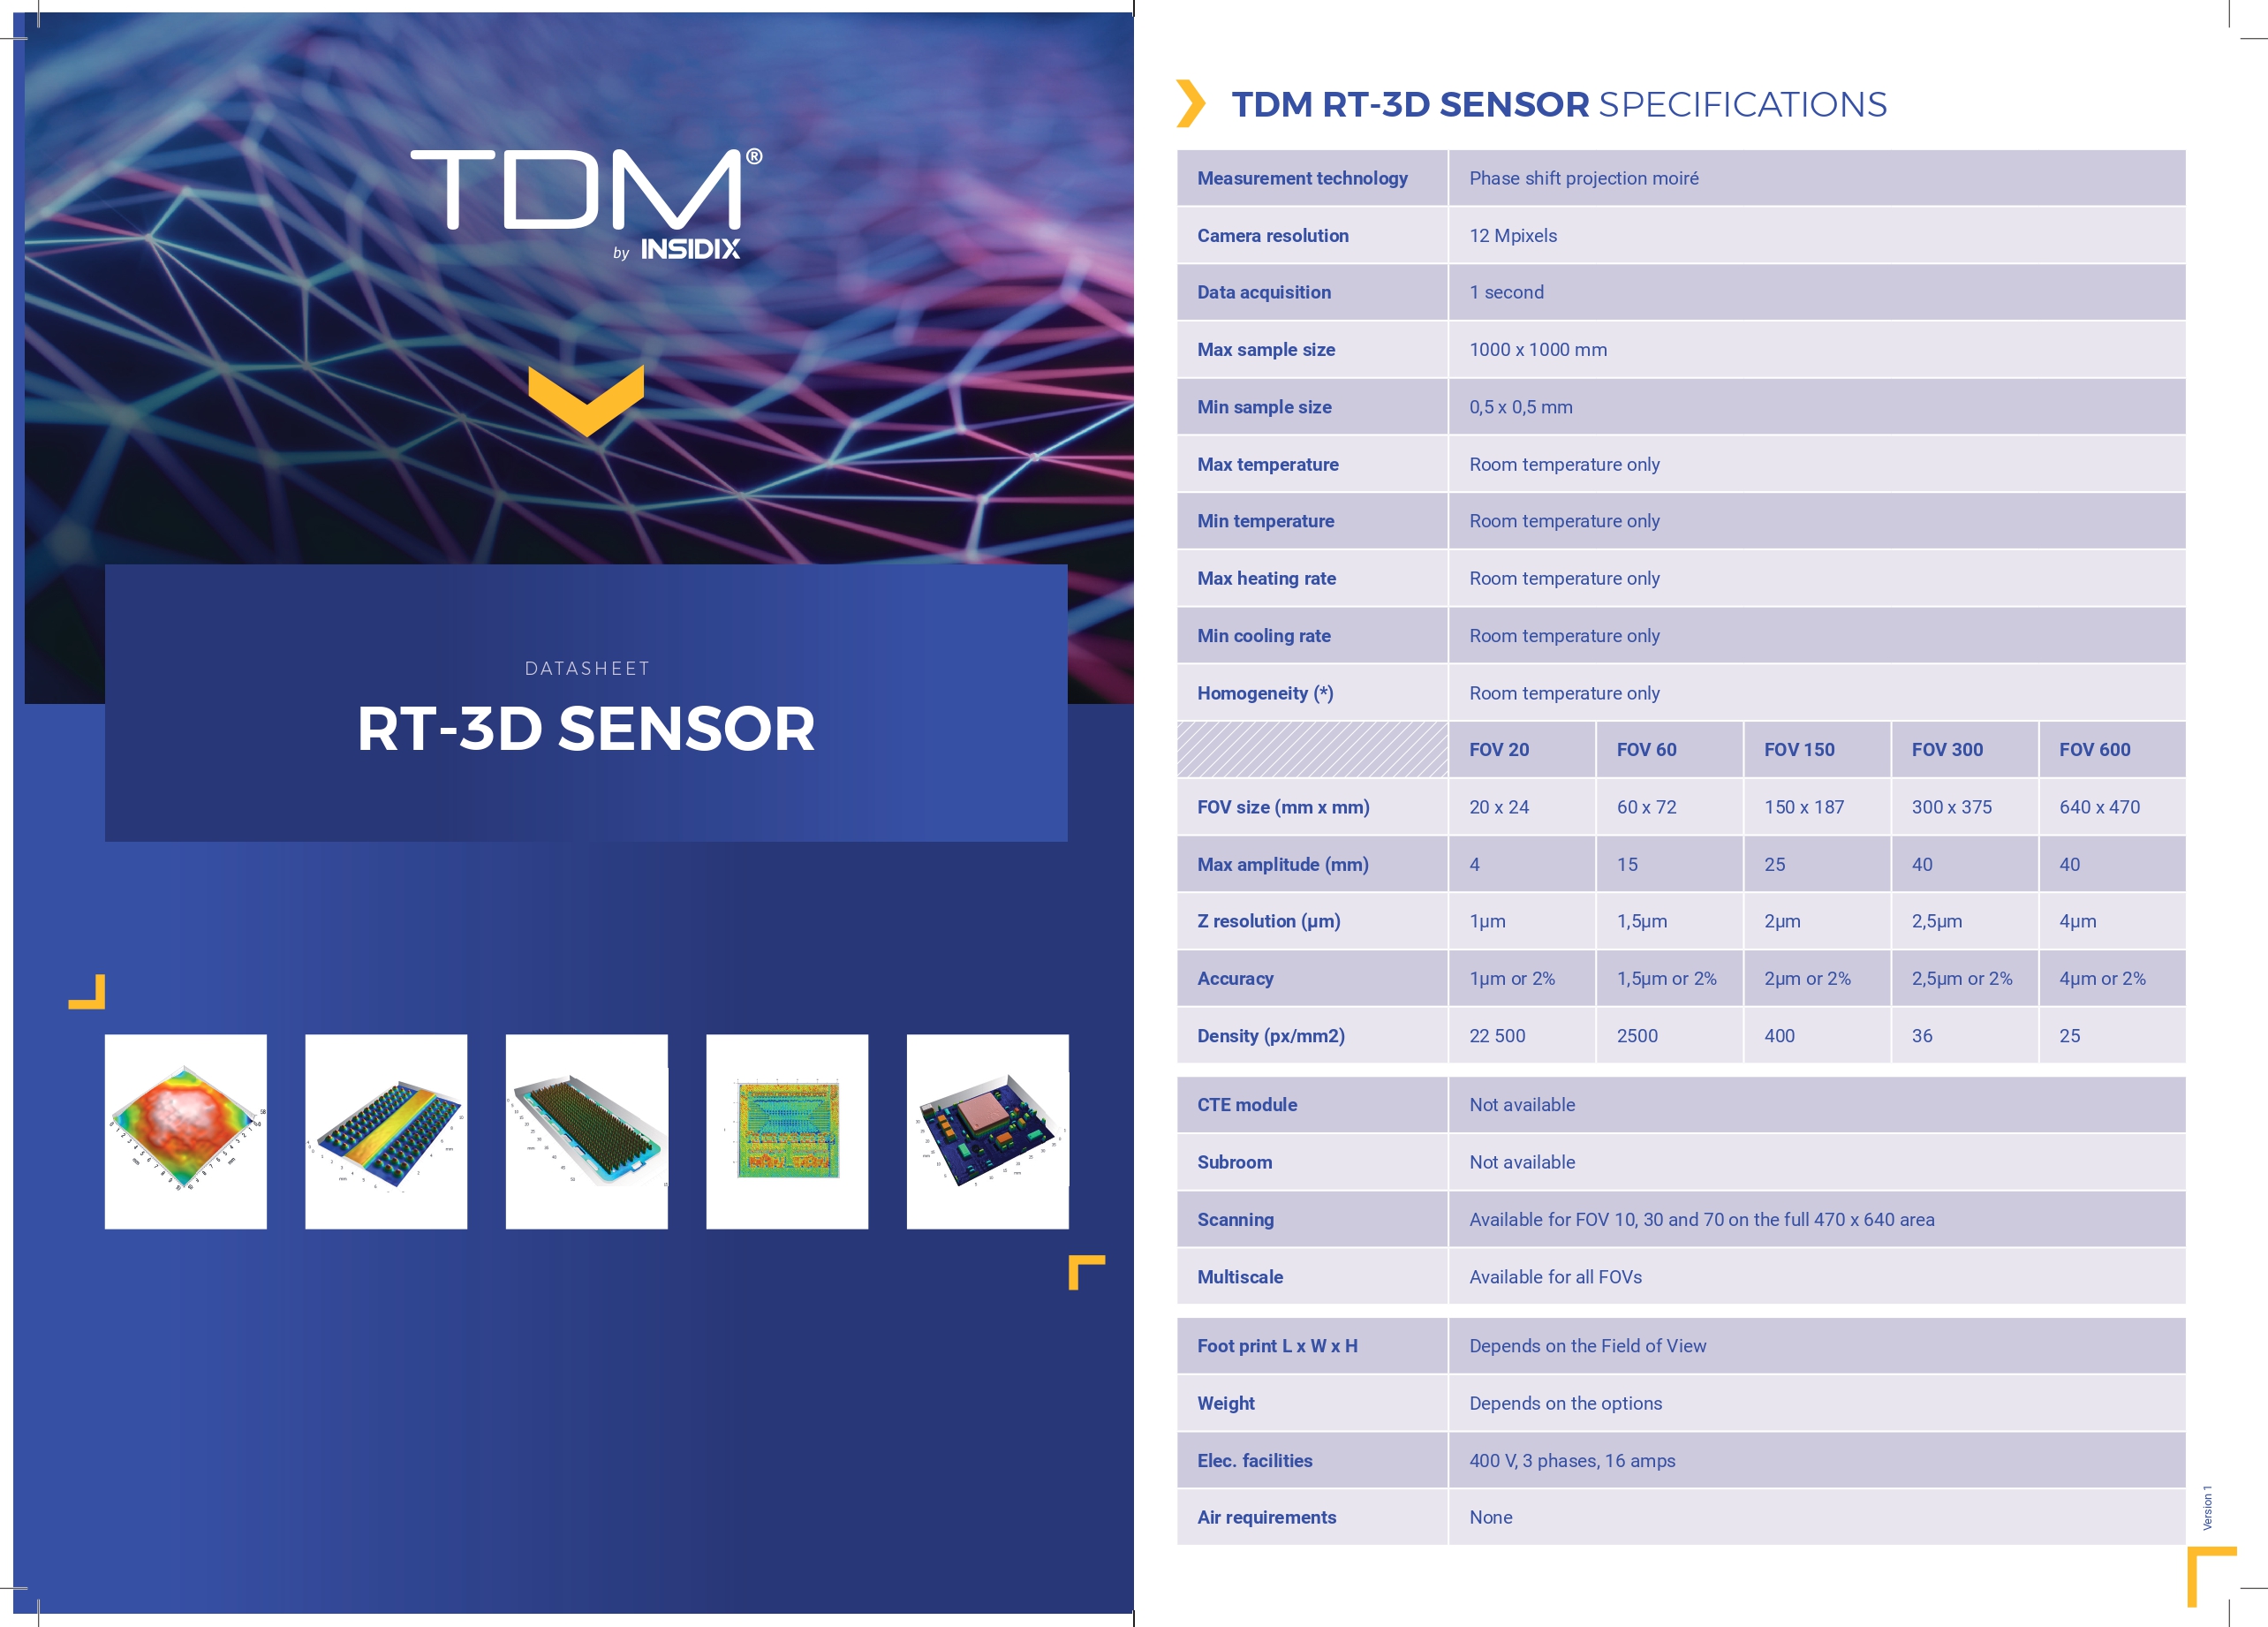 TDM®
by INSIDIX
DATASHEET
RT-3D SENSOR
TDM RT-3D SENSOR SPECIFICATIONS
Measurement technology Phase shift projection moiré
Camera resolution 12 Mpixels
Data acquisition 1 second
Max sample size 1000 x 1000 mm
Min sample size 0,5 x 0,5 mm
Max temperature Room temperature only
Min temperature Room temperature only
Max heating rate Room temperature only
Min cooling rate Room temperature only
Homogeneity (*) Room temperature only
FOV 20 FOV 60 FOV 150 FOV 300 FOV 600
FOV size (mm x mm) 20 x 24 60 x 72 150 x 187 300 x 375 640 x 470
Max amplitude (mm) 4 15 25 40 40
Z resolution (µm) 1µm 1,5µm 2µm 2,5µm 4µm
Accuracy 1µm or 2% 1,5µm or 2% 2µm or 2% 2,5µm or 2% 4µm or 2%
Density (px/mm2) 22 500 2500 400 36 25
CTE module Not available
Subroom Not available
Scanning Available for FOV 10, 30 and 70 on the full 470 x 640 area
Multiscale Available for all FOVs
Foot print L x W x H Depends on the Field of View
Weight Depends on the options
Elec. facilities 400 V, 3 phases, 16 amps
Air requirements None
Version 1